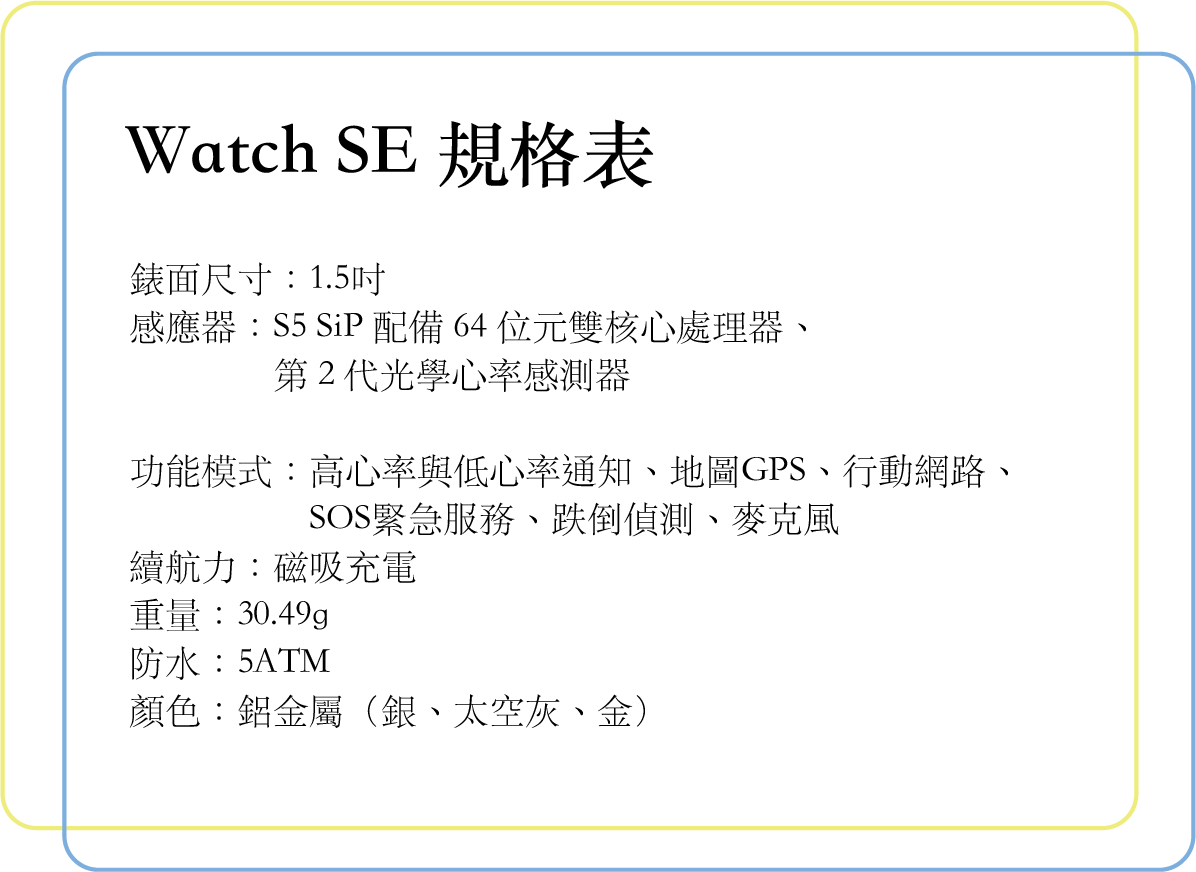 Watch SE 規格表
錶面尺寸：1.5吋
感應器：S5 SiP 配備 64 位元雙核心處理器、
第 2 代光學心率感測器
功能模式：高心率與低心率通知、地圖GPS、行動網路、
SOS緊急服務、跌倒偵測、麥克風
續航力：磁吸充電
重量：30.49g
防水：5ATM
顏色：鋁金屬（銀、太空灰、金）